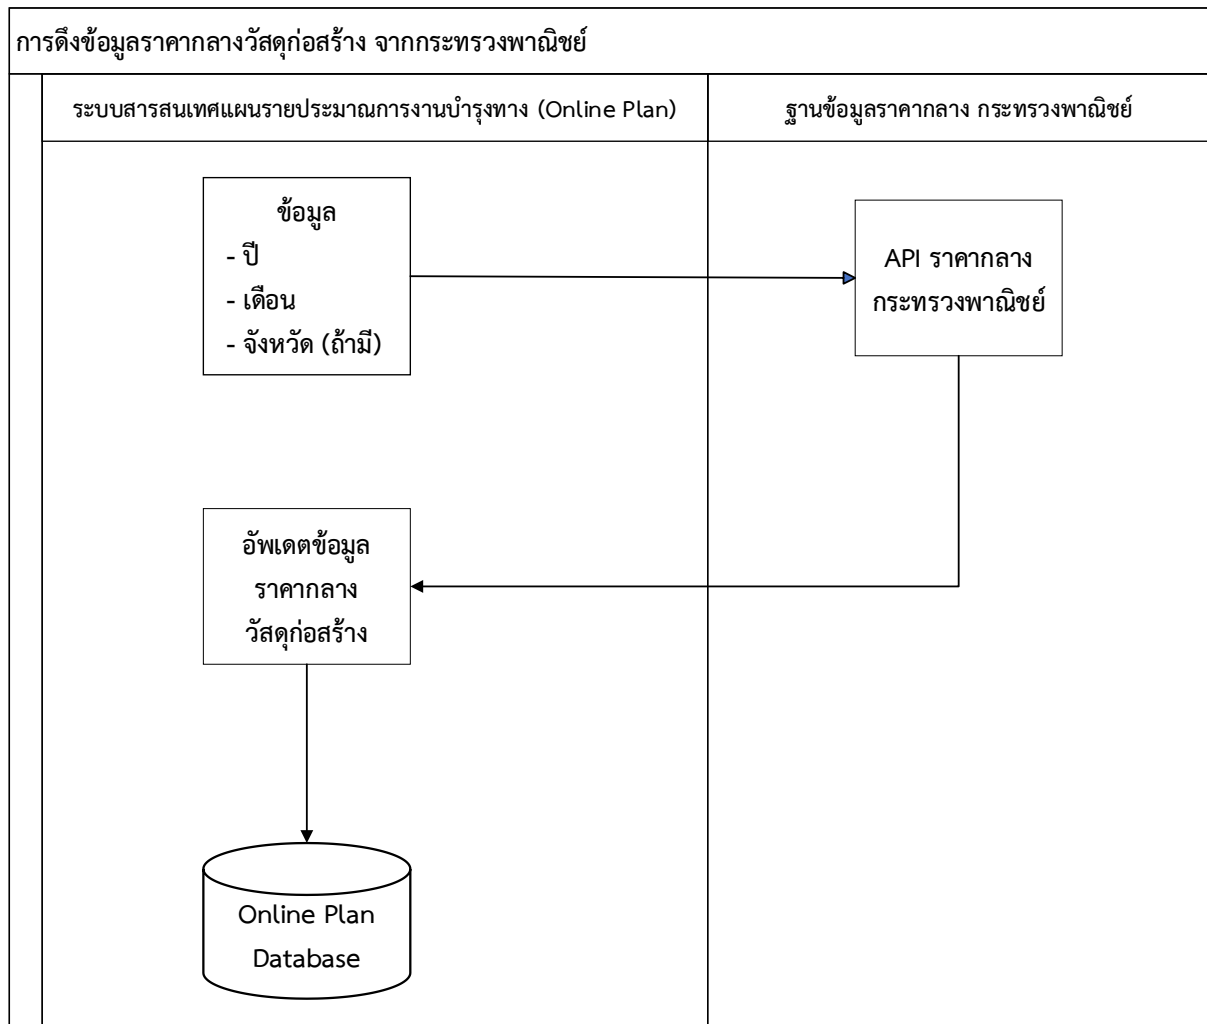 การดึงข้อมูลราคากลางวัสดุก่อสร้าง จากกระทรวงพาณิชย์
ระบบสารสนเทศแผนรายประมาณการงานบำรุงทาง (Online Plan)
ฐานข้อมูลราคากลาง กระทรวงพาณิชย์
ข้อมูล
- ปี
- เดือน
- จังหวัด (ถ้ามี)
API ราคากลาง
กระทรวงพาณิชย์
อัพเดตข้อมูล
ราคากลาง
วัสดุก่อสร้าง
Online Plan
Database